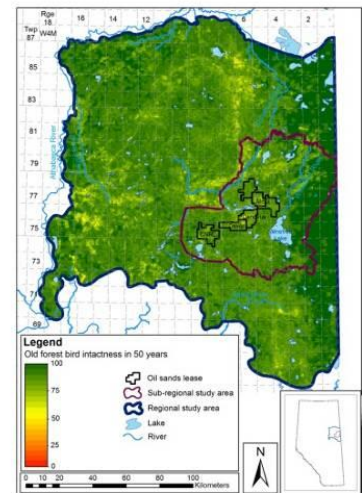 Rge
18 16 14 12 10 8 6 4 2
Twp
W4M
87
85
83
81
79
77
75
73
71
69
Athabasca River
Legend
Old forest bird intactness in 50 years
100
75
50
25
0
Oil sands lease
Sub-regional study area
Regional study area
Lake
River
0 10 20 40 60 80 100
Kilometers
N